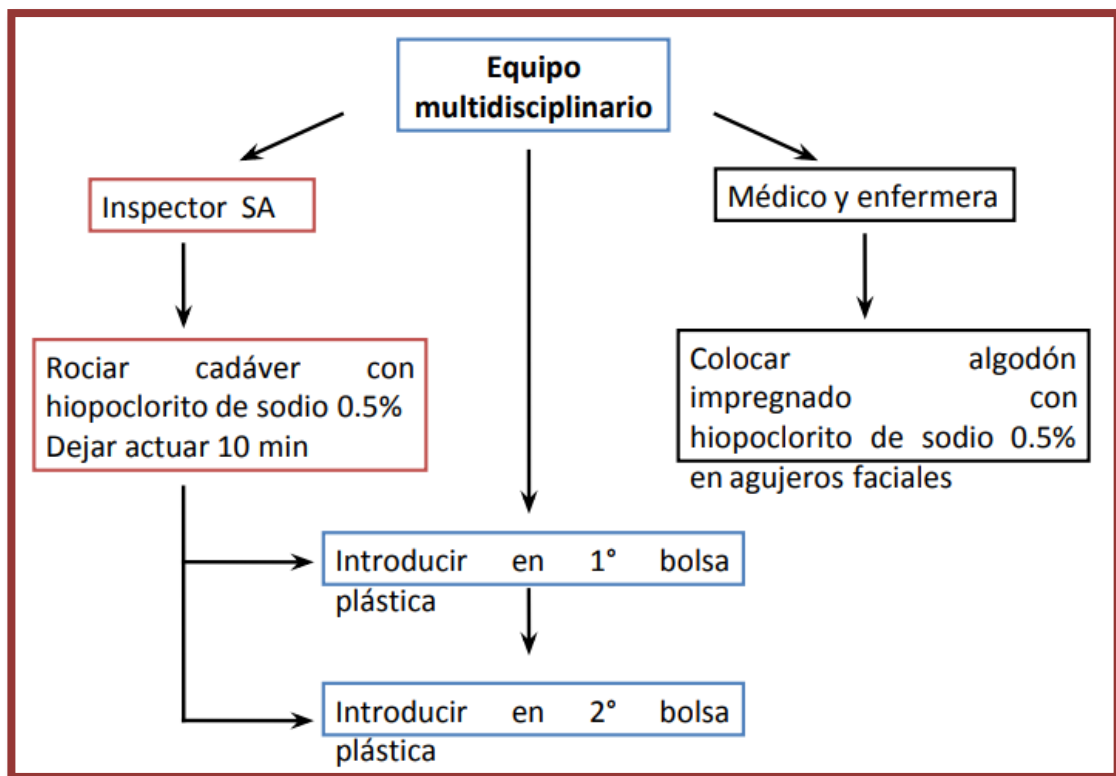 Equipo
multidisciplinario
Inspector SA
Médico y enfermera
Rociar cadáver con
hiopoclorito de sodio 0.5%
Dejar actuar 10 min
Colocar algodón
impregnado con
hiopoclorito de sodio 0.5%
en agujeros faciales
Introducir en 1° bolsa
plástica
Introducir en 2° bolsa
plástica